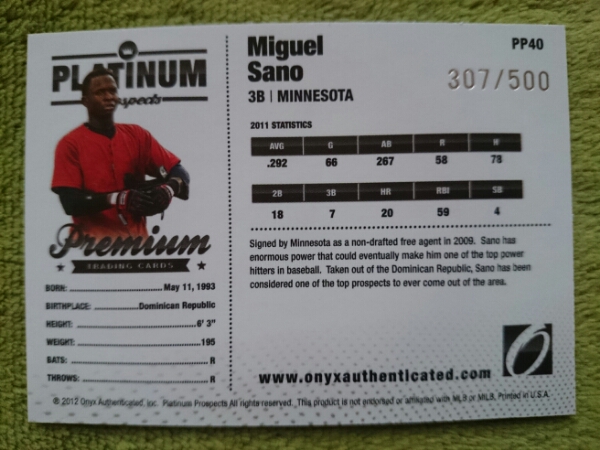 PLATINUM
Prospects
Premium
TRADING CARDS
BORN: May 11, 1993
BIRTHPLACE: Dominican Republic
HEIGHT: 6' 3"
WEIGHT: 195
BATS: R
THROWS: R
Miguel
Sano
3B | MINNESOTA
PP40
307/500
2011 STATISTICS
AVG G AB R H
.292 66 267 58 78
2B 3B HR RBI SB
18 7 20 59 4
Signed by Minnesota as a non-drafted free agent in 2009. Sano has
enormous power that could eventually make him one of the top power
hitters in baseball. Taken out of the Dominican Republic, Sano has been
considered one of the top prospects to ever come out of the area.
www.onyxauthenticated.com
© 2012 Onyx Authenticated, Inc. Platinum Prospects All rights reserved. This product is not endorsed or affiliated with MLB or MiLB. Printed in U.S.A.